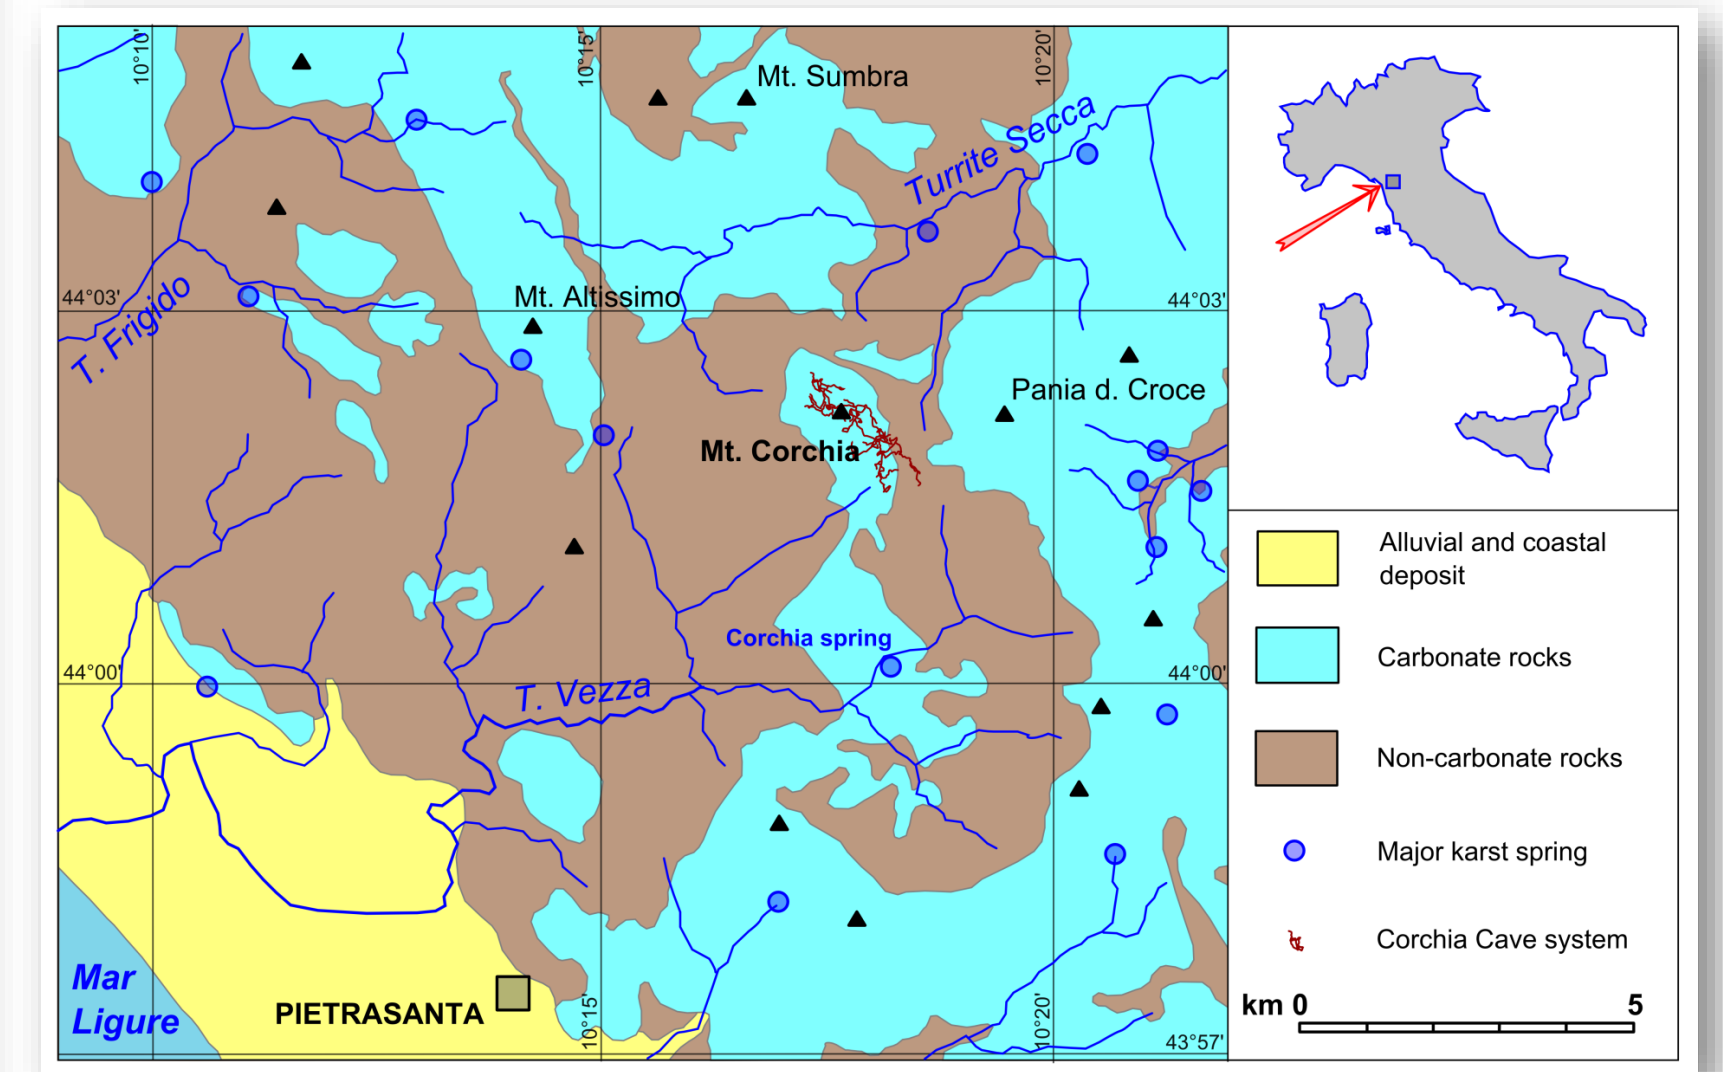 10°10'
10°15'
10°20'
Mt. Sumbra
Turrite Secca
44°03'
Mt. Altissimo
44°03'
T. Frigido
Pania d. Croce
Mt. Corchia
Corchia spring
44°00'
44°00'
T. Vezza
Mar
Ligure
PIETRASANTA
10°15'
10°20'
43°57'
Alluvial and coastal
deposit
Carbonate rocks
Non-carbonate rocks
Major karst spring
Corchia Cave system
km 0 5